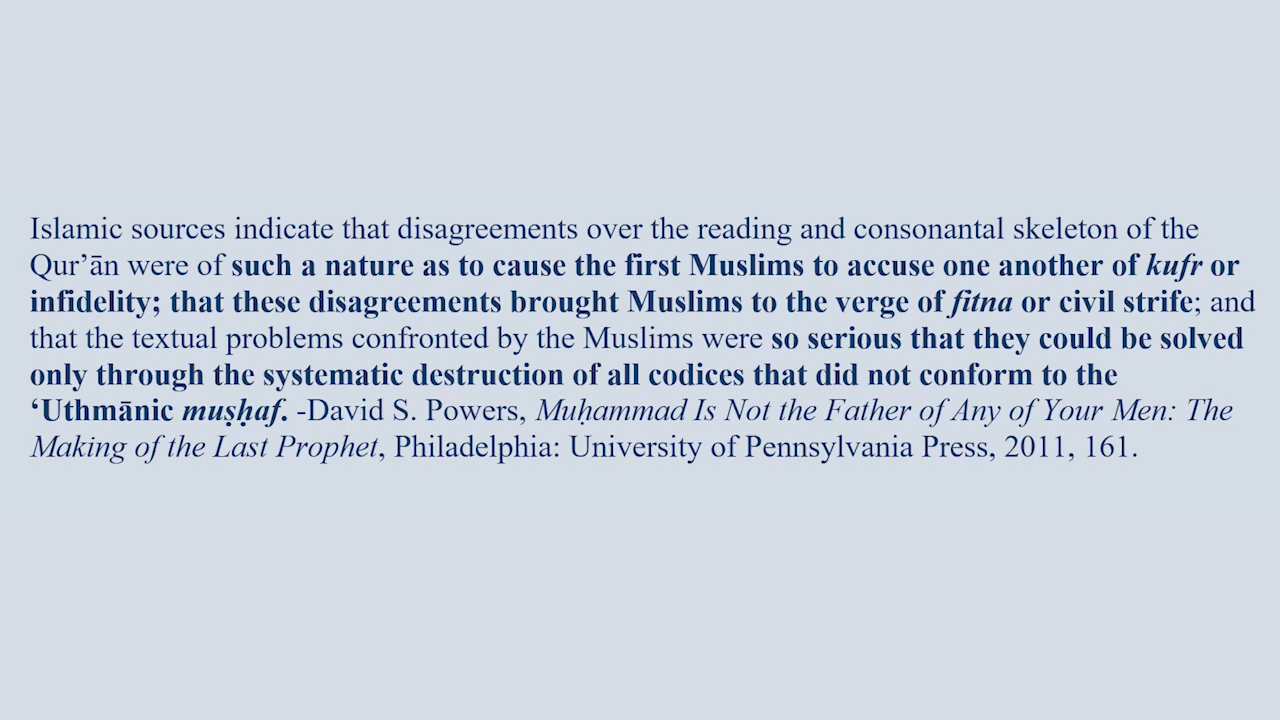 Islamic sources indicate that disagreements over the reading and consonantal skeleton of the
Qur’ān were of such a nature as to cause the first Muslims to accuse one another of kufr or
infidelity; that these disagreements brought Muslims to the verge of fitna or civil strife; and
that the textual problems confronted by the Muslims were so serious that they could be solved
only through the systematic destruction of all codices that did not conform to the
‘Uthmānic muṣḥaf. -David S. Powers, Muḥammad Is Not the Father of Any of Your Men: The
Making of the Last Prophet, Philadelphia: University of Pennsylvania Press, 2011, 161.